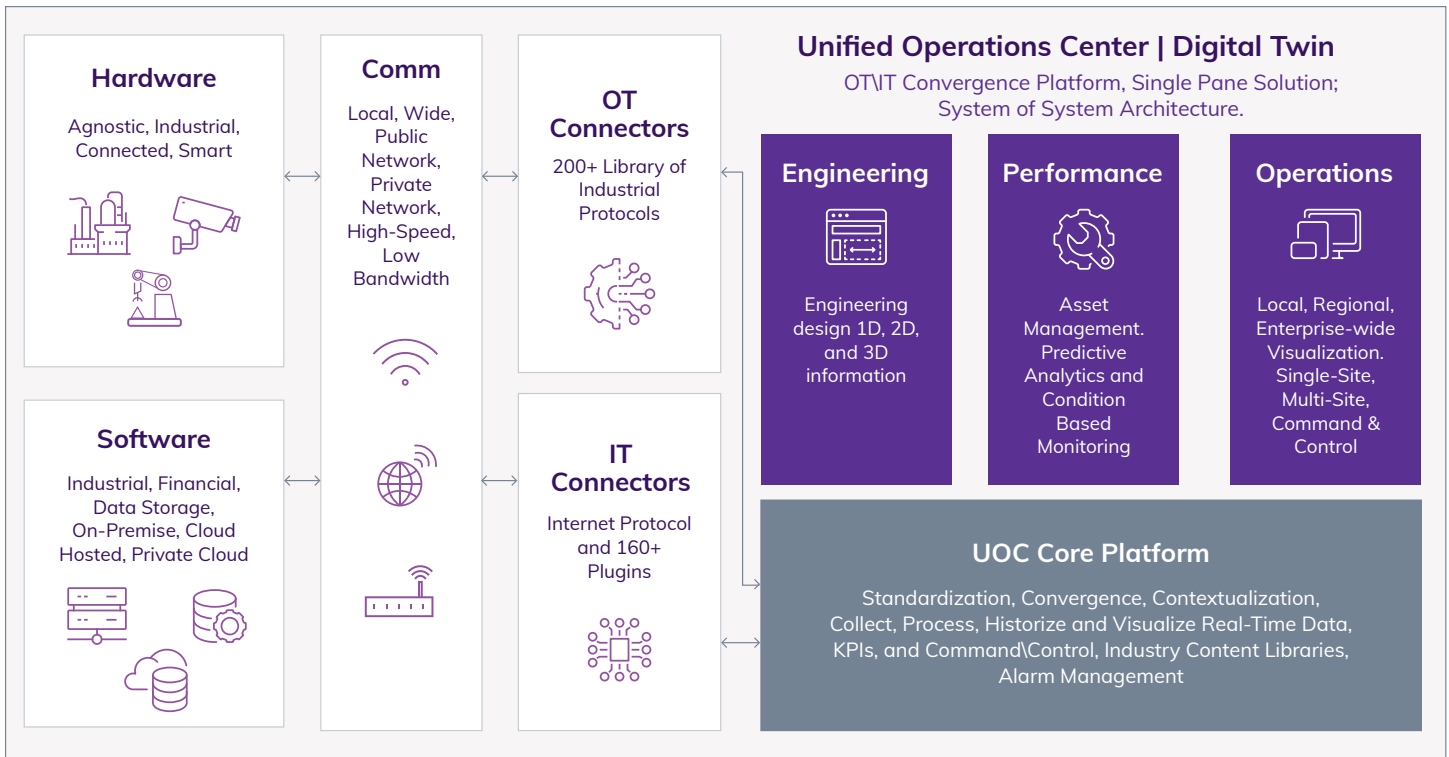 Hardware
Agnostic, Industrial,
Connected, Smart
Software
Industrial, Financial,
Data Storage,
On-Premise, Cloud
Hosted, Private Cloud
Comm
Local, Wide,
Public
Network,
Private
Network,
High-Speed,
Low
Bandwidth
OT
Connectors
200+ Library of
Industrial
Protocols
IT
Connectors
Internet Protocol
and 160+
Plugins
Unified Operations Center | Digital Twin
OT\IT Convergence Platform, Single Pane Solution;
System of System Architecture.
Engineering
Engineering
design 1D, 2D,
and 3D
information
Performance
Asset
Management.
Predictive
Analytics and
Condition
Based
Monitoring
Operations
Local, Regional,
Enterprise-wide
Visualization.
Single-Site,
Multi-Site,
Command &
Control
UOC Core Platform
Standardization, Convergence, Contextualization,
Collect, Process, Historize and Visualize Real-Time Data,
KPIs, and Command\Control, Industry Content Libraries,
Alarm Management